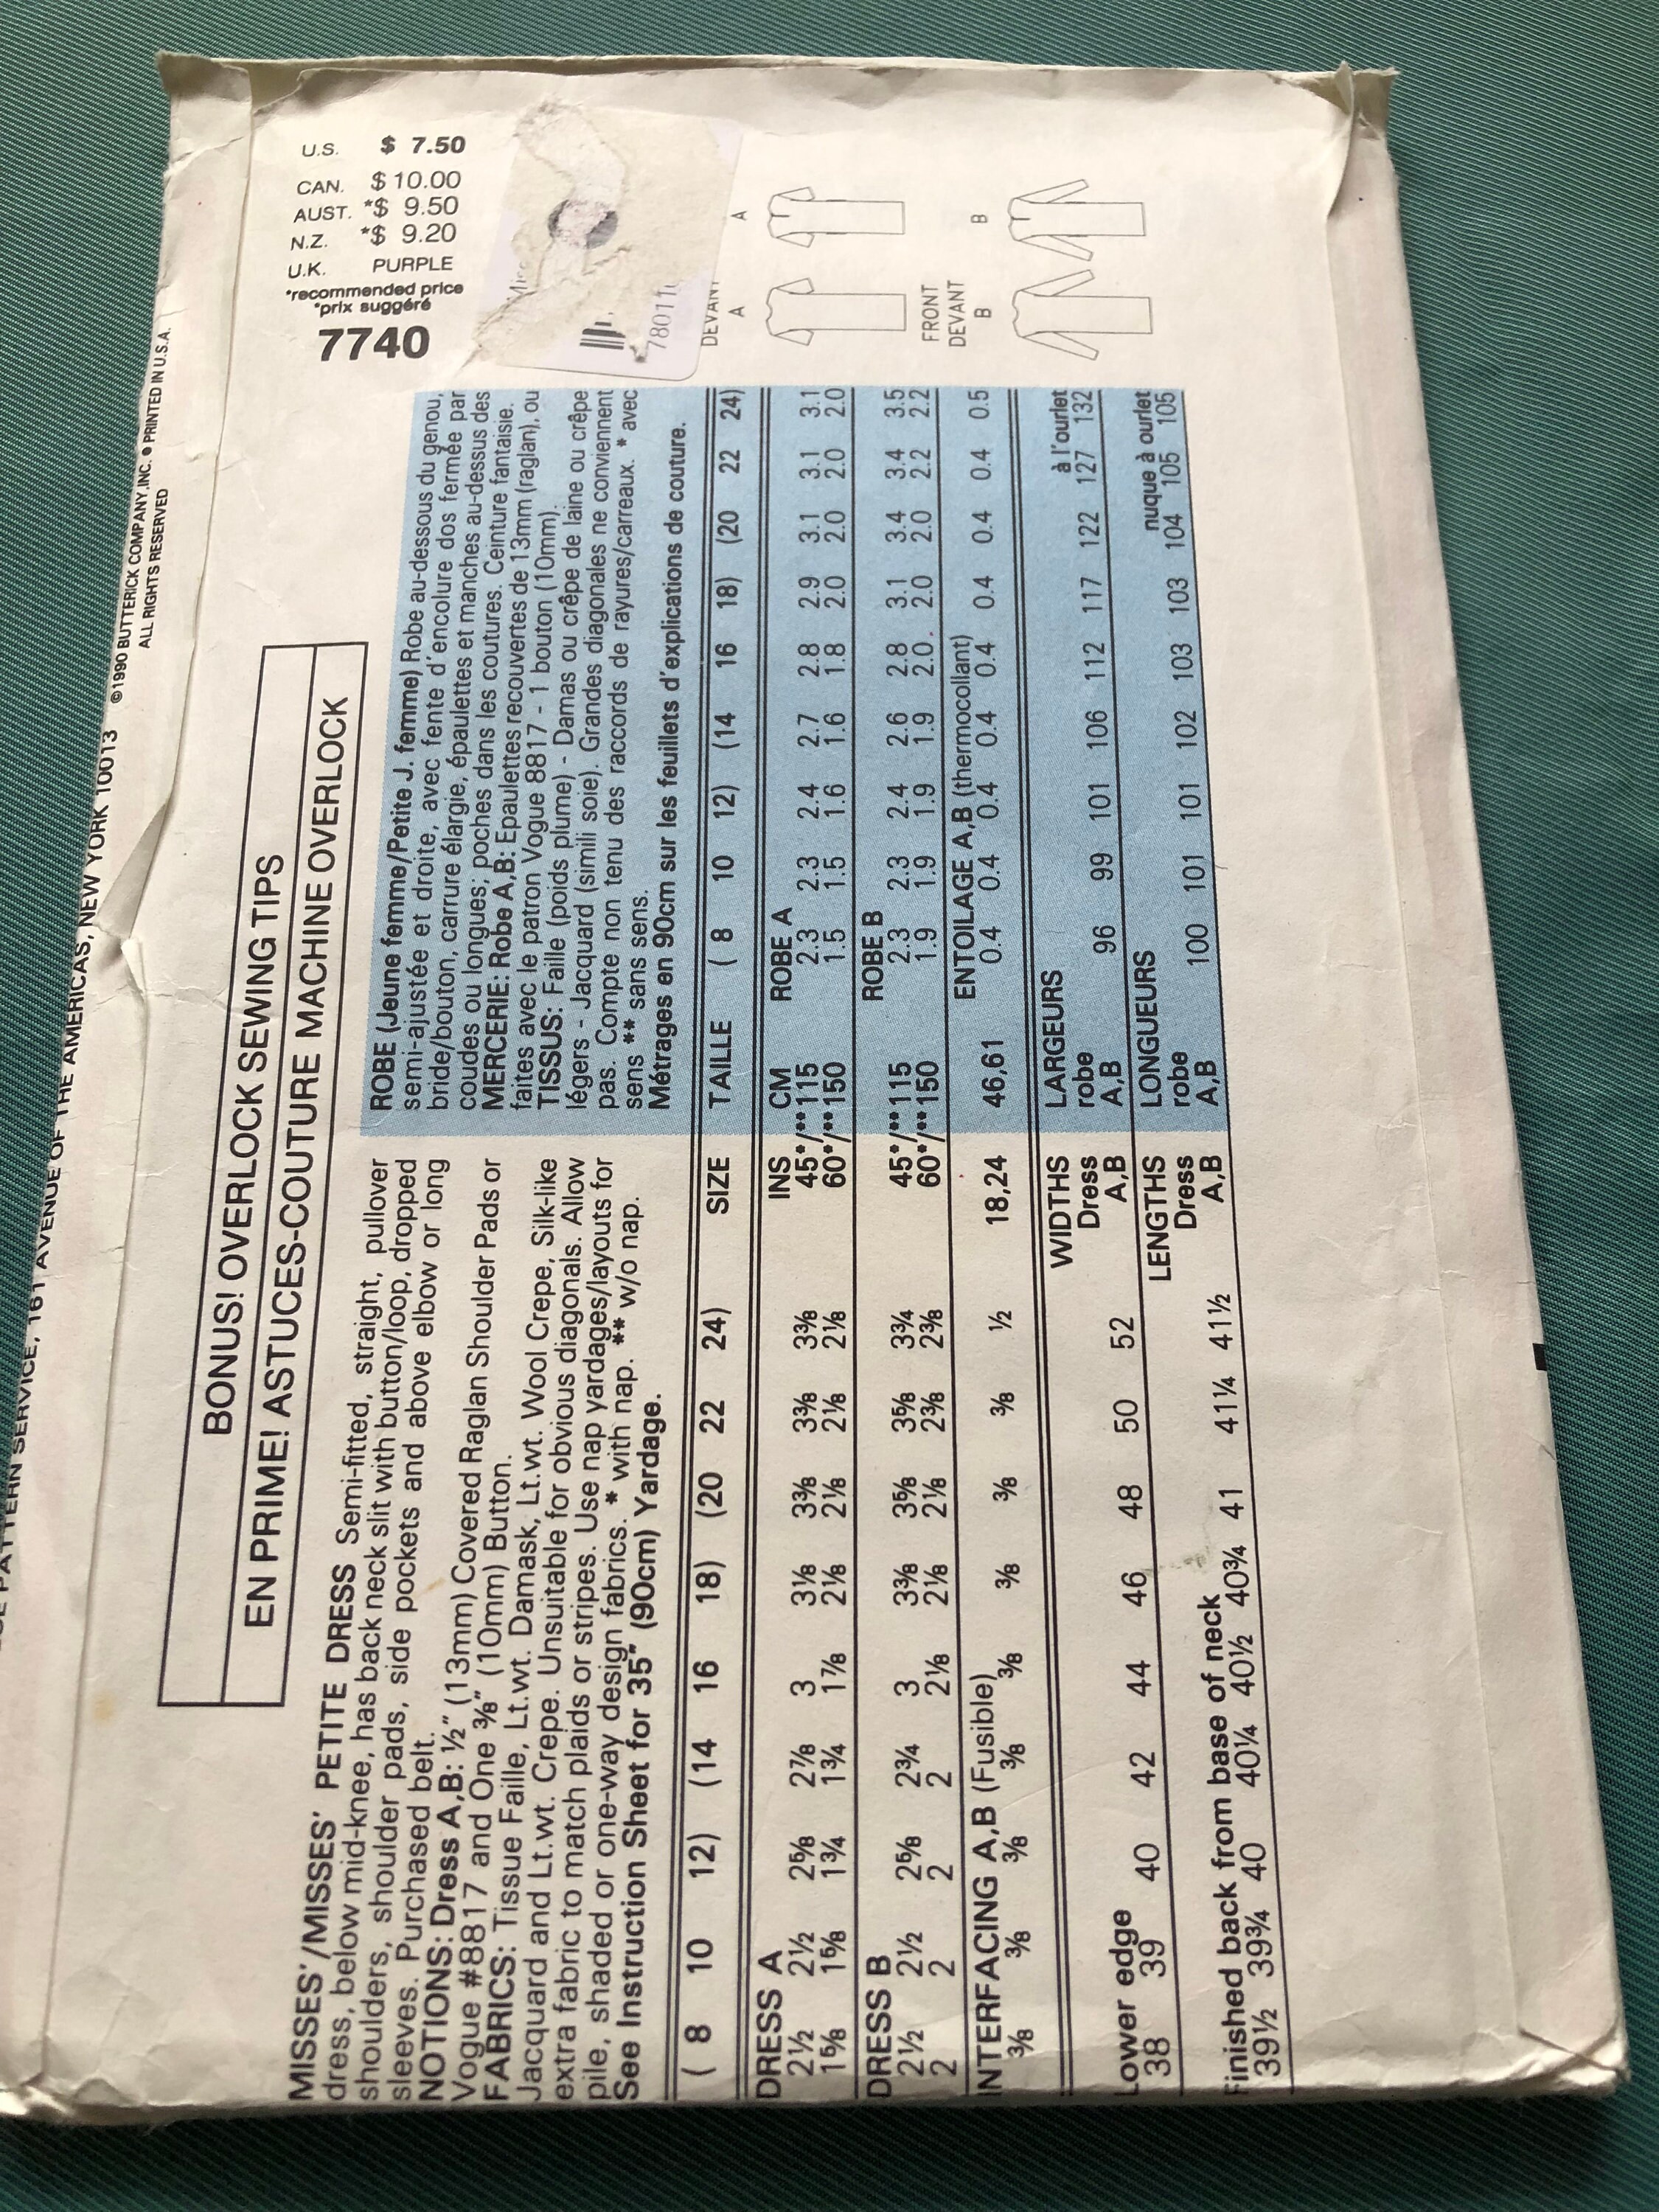 THE AMERICAS, NEW YORK 10013 ©1990 BUTTERICK COMPANY, INC. ● PRINTED IN U.S.A.
ALL RIGHTS RESERVED
BONUS! OVERLOCK SEWING TIPS
EN PRIME! ASTUCES-COUTURE MACHINE OVERLOCK
U.S. $ 7.50
CAN. $ 10.00
AUST. *$ 9.50
N.Z. *$ 9.20
U.K. PURPLE
*recommended price
*prix suggéré
7740
MISSES'/MISSES' PETITE DRESS Semi-fitted, straight, pullover
dress, below mid-knee, has back neck slit with button/loop, dropped
shoulders, shoulder pads, side pockets and above elbow or long
sleeves. Purchased belt.
NOTIONS: Dress A,B: ½" (13mm) Covered Raglan Shoulder Pads or
Vogue #8817 and One ⅜" (10mm) Button.
FABRICS: Tissue Faille, Lt.wt. Damask, Lt.wt. Wool Crepe, Silk-like
Jacquard and Lt.wt. Crepe. Unsuitable for obvious diagonals. Allow
extra fabric to match plaids or stripes. Use nap yardages/layouts for
pile, shaded or one-way design fabrics. * with nap. ** w/o nap.
See Instruction Sheet for 35" (90cm) Yardage.
ROBE (Jeune femme/Petite J. femme) Robe au-dessous du genou,
semi-ajustée et droite, avec fente d'encolure dos fermée par
bride/bouton, carrure élargie, épaulettes et manches au-dessus des
coudes ou longues; poches dans les coutures. Ceinture fantaisie.
MERCERIE: Robe A,B: Epaulettes recouvertes de 13mm (raglan), ou
faites avec le patron Vogue 8817 - 1 bouton (10mm).
TISSUS: Faille (poids plume) - Damas ou crêpe de laine ou crêpe
légers - Jacquard (simili soie). Grandes diagonales ne conviennent
pas. Compte non tenu des raccords de rayures/carreaux. * avec
sens ** sans sens.
Métrages en 90cm sur les feuillets d'explications de couture.
( 8 10 12) (14 16 18) (20 22 24) SIZE TAILLE ( 8 10 12) (14 16 18) (20 22 24)
DRESS A INS CM ROBE A
2½ 2½ 2⅝ 2⅞ 3 3⅛ 3⅜ 3⅜ 3⅜ 45*/**115 2.3 2.3 2.4 2.7 2.8 2.9 3.1 3.1 3.1
1⅝ 1⅝ 1¾ 1¾ 1⅞ 2⅛ 2⅛ 2⅛ 2⅛ 60*/**150 1.5 1.5 1.6 1.6 1.8 2.0 2.0 2.0 2.0
DRESS B ROBE B
2½ 2½ 2⅝ 2¾ 3 3⅜ 3⅝ 3⅝ 3¾ 45*/**115 2.3 2.3 2.4 2.6 2.8 3.1 3.4 3.4 3.5
2 2 2 2 2⅛ 2⅛ 2⅛ 2⅜ 2⅜ 60*/**150 1.9 1.9 1.9 1.9 2.0 2.0 2.0 2.2 2.2
INTERFACING A,B (Fusible) ENTOILAGE A,B (thermocollant)
⅜ ⅜ ⅜ ⅜ ⅜ ⅜ ⅜ ⅜ ½ 18,24 46,61 0.4 0.4 0.4 0.4 0.4 0.4 0.4 0.4 0.5
WIDTHS LARGEURS
Lower edge Dress robe à l'ourlet
38 39 40 42 44 46 48 50 52 A,B A,B 96 99 101 106 112 117 122 127 132
LENGTHS LONGUEURS
Finished back from base of neck Dress robe nuque à ourlet
39½ 39¾ 40 40¼ 40½ 40¾ 41 41¼ 41½ A,B A,B 100 101 101 102 103 103 104 105 105
DEVANT
A A
FRONT
DEVANT
B B